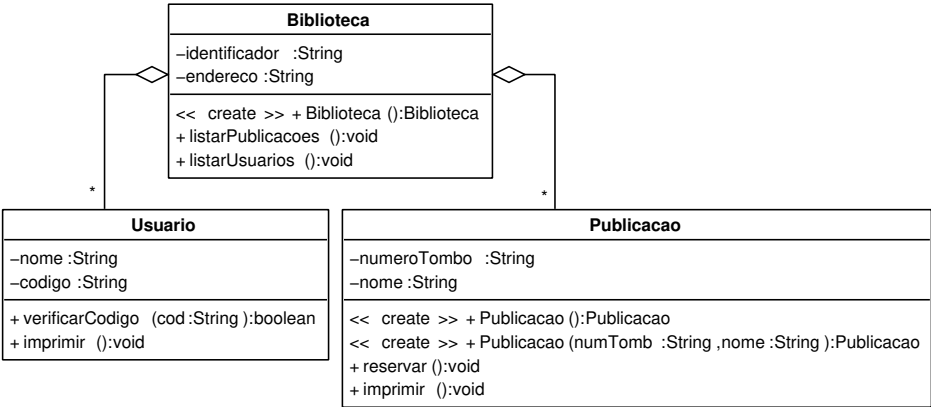 Biblioteca
–identificador :String
–endereco :String
<< create >> + Biblioteca ():Biblioteca
+ listarPublicacoes ():void
+ listarUsuarios ():void
*
*
Usuario
–nome :String
–codigo :String
+ verificarCodigo (cod :String ):boolean
+ imprimir ():void
Publicacao
–numeroTombo :String
–nome :String
<< create >> + Publicacao ():Publicacao
<< create >> + Publicacao (numTomb :String ,nome :String ):Publicacao
+ reservar ():void
+ imprimir ():void